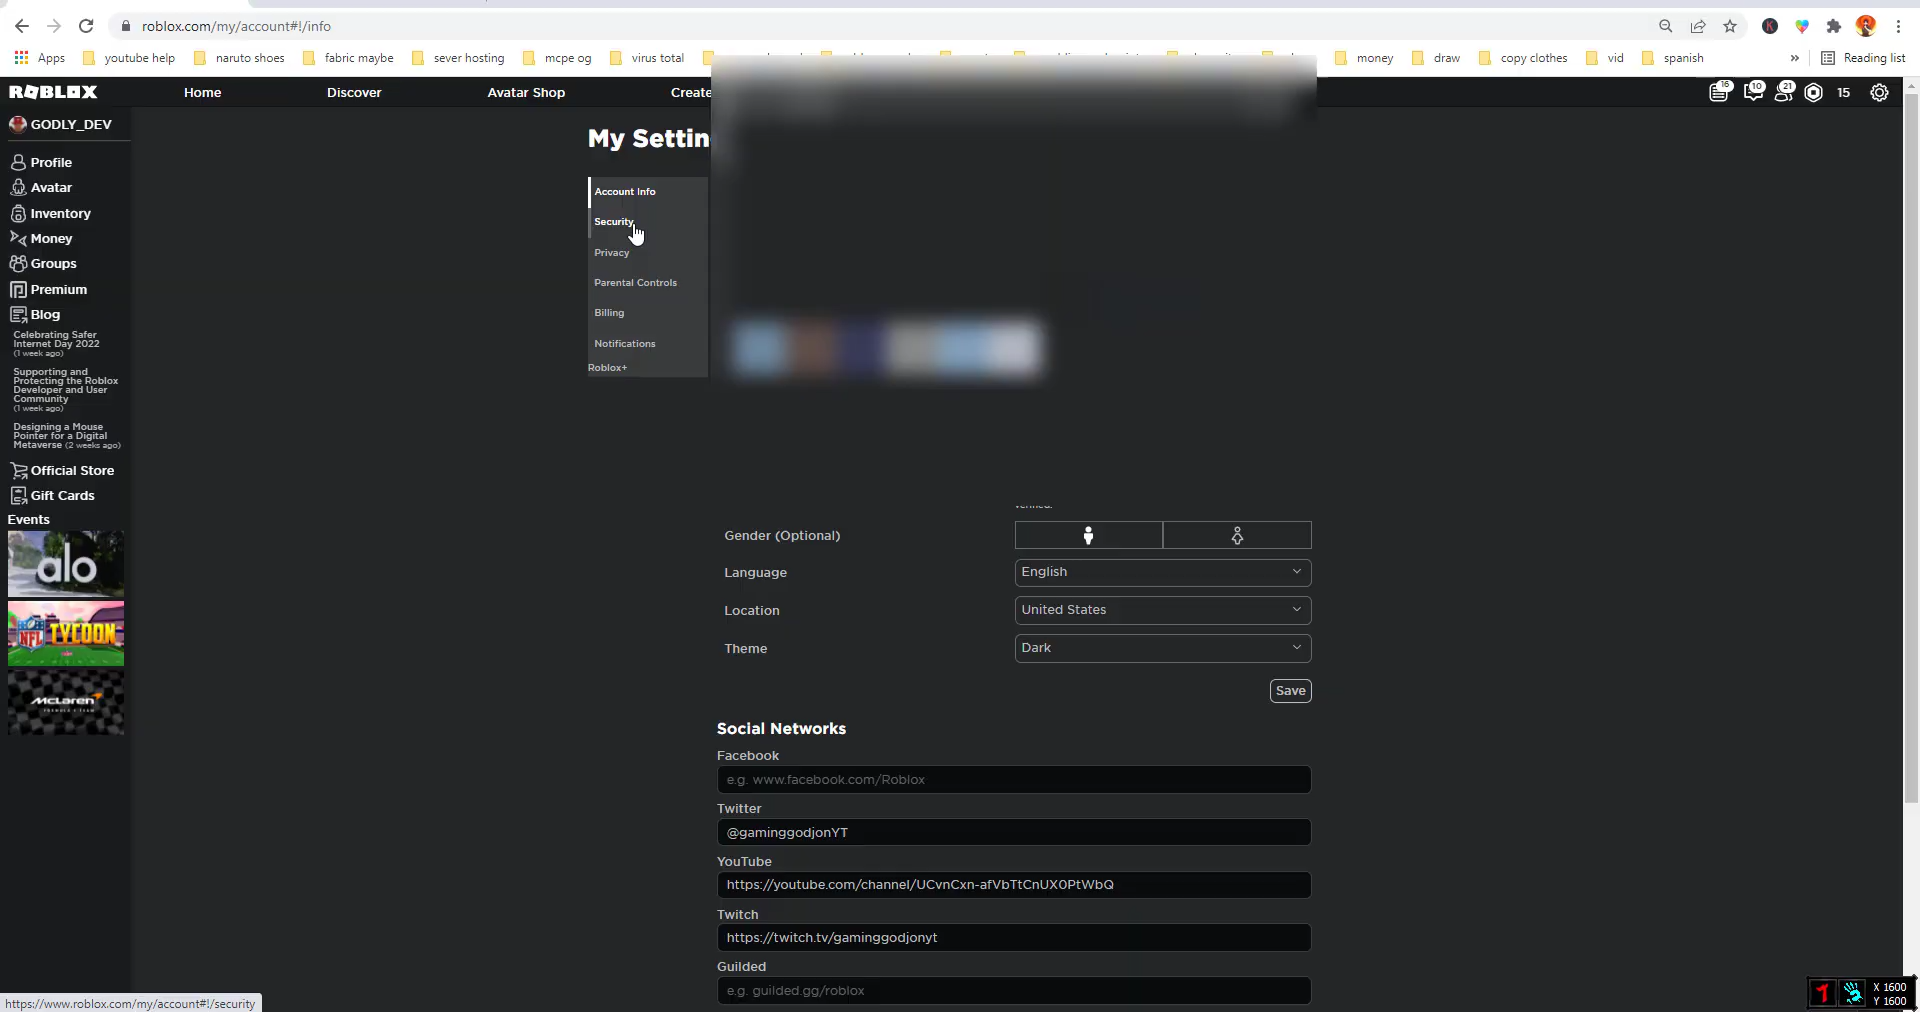 roblox.com/my/account#!/info
Apps youtube help naruto shoes fabric maybe sever hosting mcpe og virus total money draw copy clothes vid spanish » Reading list
ROBLOX Home Discover Avatar Shop Create 16 10 21 15
GODLY_DEV
Profile
Avatar
Inventory
Money
Groups
Premium
Blog
Celebrating Safer
Internet Day 2022
(1 week ago)
Supporting and
Protecting the Roblox
Developer and User
Community
(1 week ago)
Designing a Mouse
Pointer for a Digital
Metaverse (2 weeks ago)
Official Store
Gift Cards
Events
alo
NFL TYCOON
McLaren
My Settin
Account Info
Security
Privacy
Parental Controls
Billing
Notifications
Roblox+
Gender (Optional)
Language English
Location United States
Theme Dark
Save
Social Networks
Facebook
e.g. www.facebook.com/Roblox
Twitter
@gaminggodjonYT
YouTube
https://youtube.com/channel/UCvnCxn-afVbTtCnUX0PtWbQ
Twitch
https://twitch.tv/gaminggodjonyt
Guilded
e.g. guilded.gg/roblox
https://www.roblox.com/my/account#!/security
X 1600
Y 1600